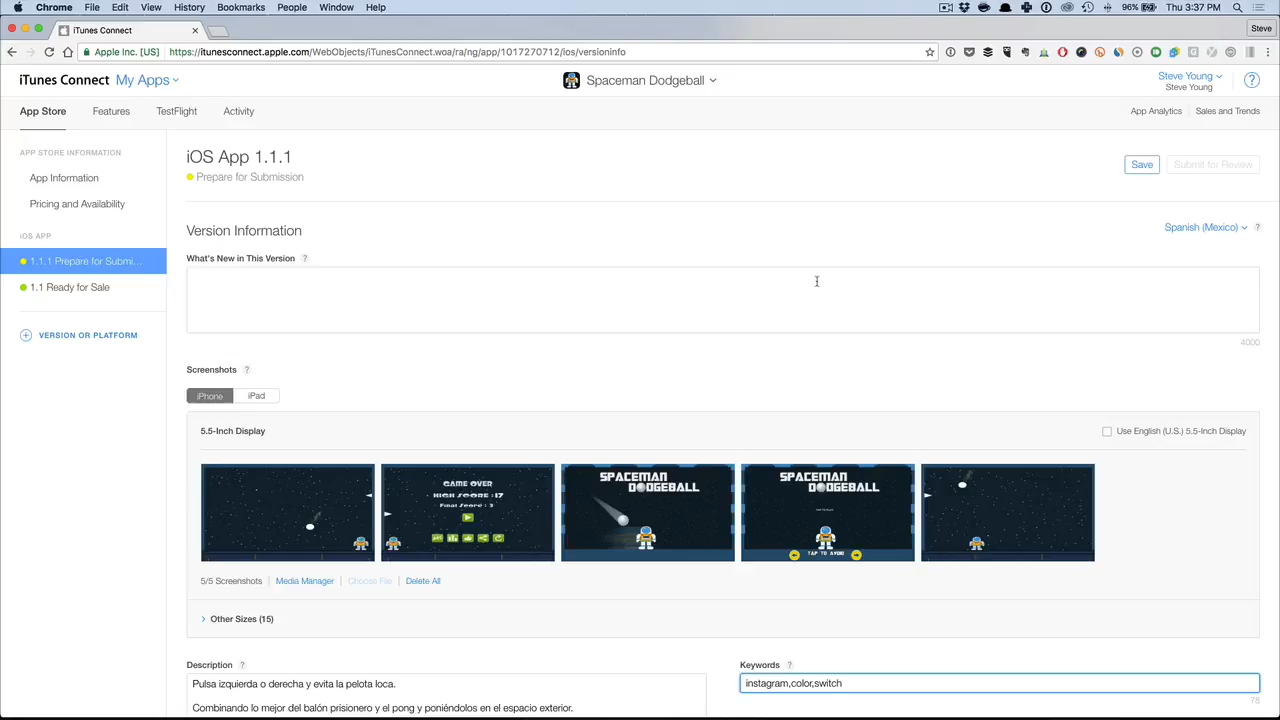 Chrome File Edit View History Bookmarks People Window Help 96% Thu 3:37 PM
iTunes Connect
Steve
Apple Inc. [US] https://itunesconnect.apple.com/WebObjects/iTunesConnect.woa/ra/ng/app/1017270712/ios/versioninfo
iTunes Connect My Apps
Spaceman Dodgeball
Steve Young
Steve Young
?
App Store Features TestFlight Activity
App Analytics Sales and Trends
APP STORE INFORMATION
App Information
Pricing and Availability
iOS APP
1.1.1 Prepare for Submi...
1.1 Ready for Sale
VERSION OR PLATFORM
iOS App 1.1.1
Prepare for Submission
Save Submit for Review
Version Information
Spanish (Mexico) ?
What's New in This Version ?
4000
Screenshots ?
iPhone iPad
5.5-Inch Display
Use English (U.S.) 5.5-Inch Display
GAME OVER
HIGH SCORE :17
Final Score : 3
SPACEMAN
DODGEBALL
SPACEMAN
DODGEBALL
TAP TO AVOID
5/5 Screenshots Media Manager Choose File Delete All
Other Sizes (15)
Description ?
Pulsa izquierda o derecha y evita la pelota loca.
Combinando lo mejor del balón prisionero y el pong y poniéndolos en el espacio exterior.
Keywords ?
instagram,color,switch
78